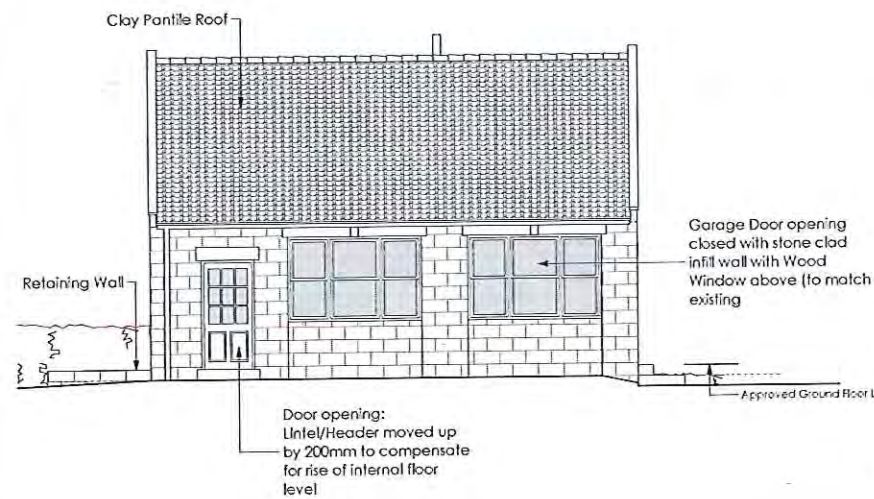 Clay Pantile Roof
Garage Door opening
closed with stone clad
infill wall with Wood
Window above (to match
existing
Retaining Wall
Approved Ground Floor L
Door opening:
Lintel/Header moved up
by 200mm to compensate
for rise of internal floor
level